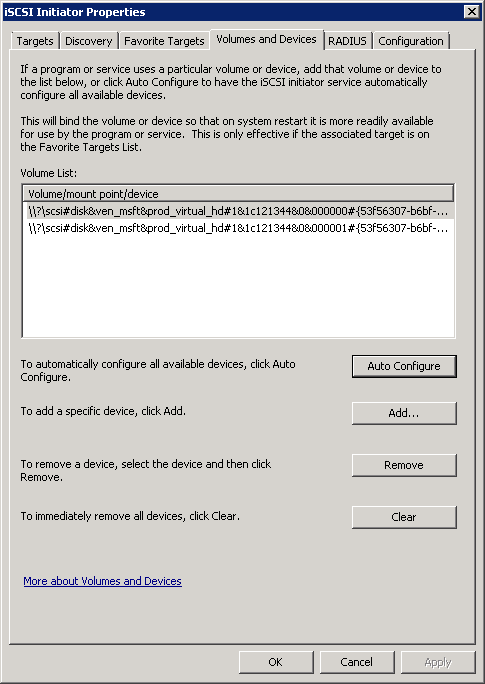 iSCSI Initiator Properties
Targets Discovery Favorite Targets Volumes and Devices RADIUS Configuration
If a program or service uses a particular volume or device, add that volume or device to
the list below, or click Auto Configure to have the iSCSI initiator service automatically
configure all available devices.
This will bind the volume or device so that on system restart it is more readily available
for use by the program or service.  This is only effective if the associated target is on
the Favorite Targets List.
Volume List:
Volume/mount point/device
\\?\scsi#disk&ven_msft&prod_virtual_hd#1&1c121344&0&000000#{53f56307-b6bf-...
\\?\scsi#disk&ven_msft&prod_virtual_hd#1&1c121344&0&000001#{53f56307-b6bf-...
To automatically configure all available devices, click Auto
Configure.
Auto Configure
To add a specific device, click Add.
Add...
To remove a device, select the device and then click
Remove.
Remove
To immediately remove all devices, click Clear.
Clear
More about Volumes and Devices
OK Cancel Apply